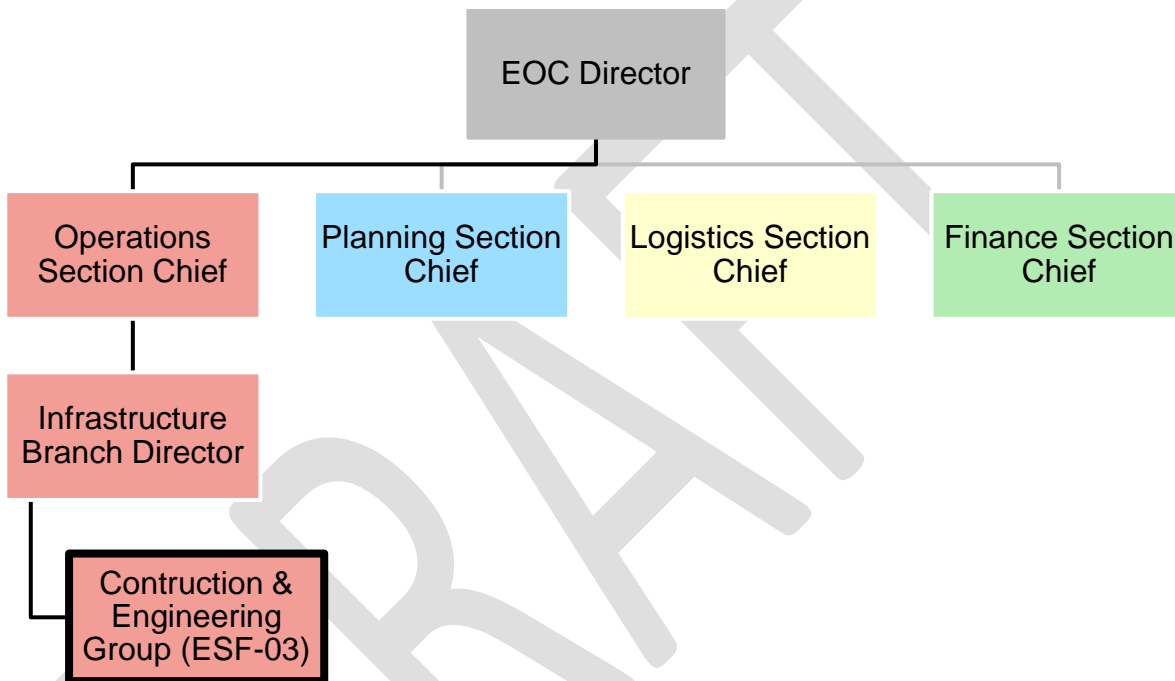 EOC Director
Operations
Section Chief
Planning Section
Chief
Logistics Section
Chief
Finance Section
Chief
Infrastructure
Branch Director
Contruction &
Engineering
Group (ESF-03)
DRAFT